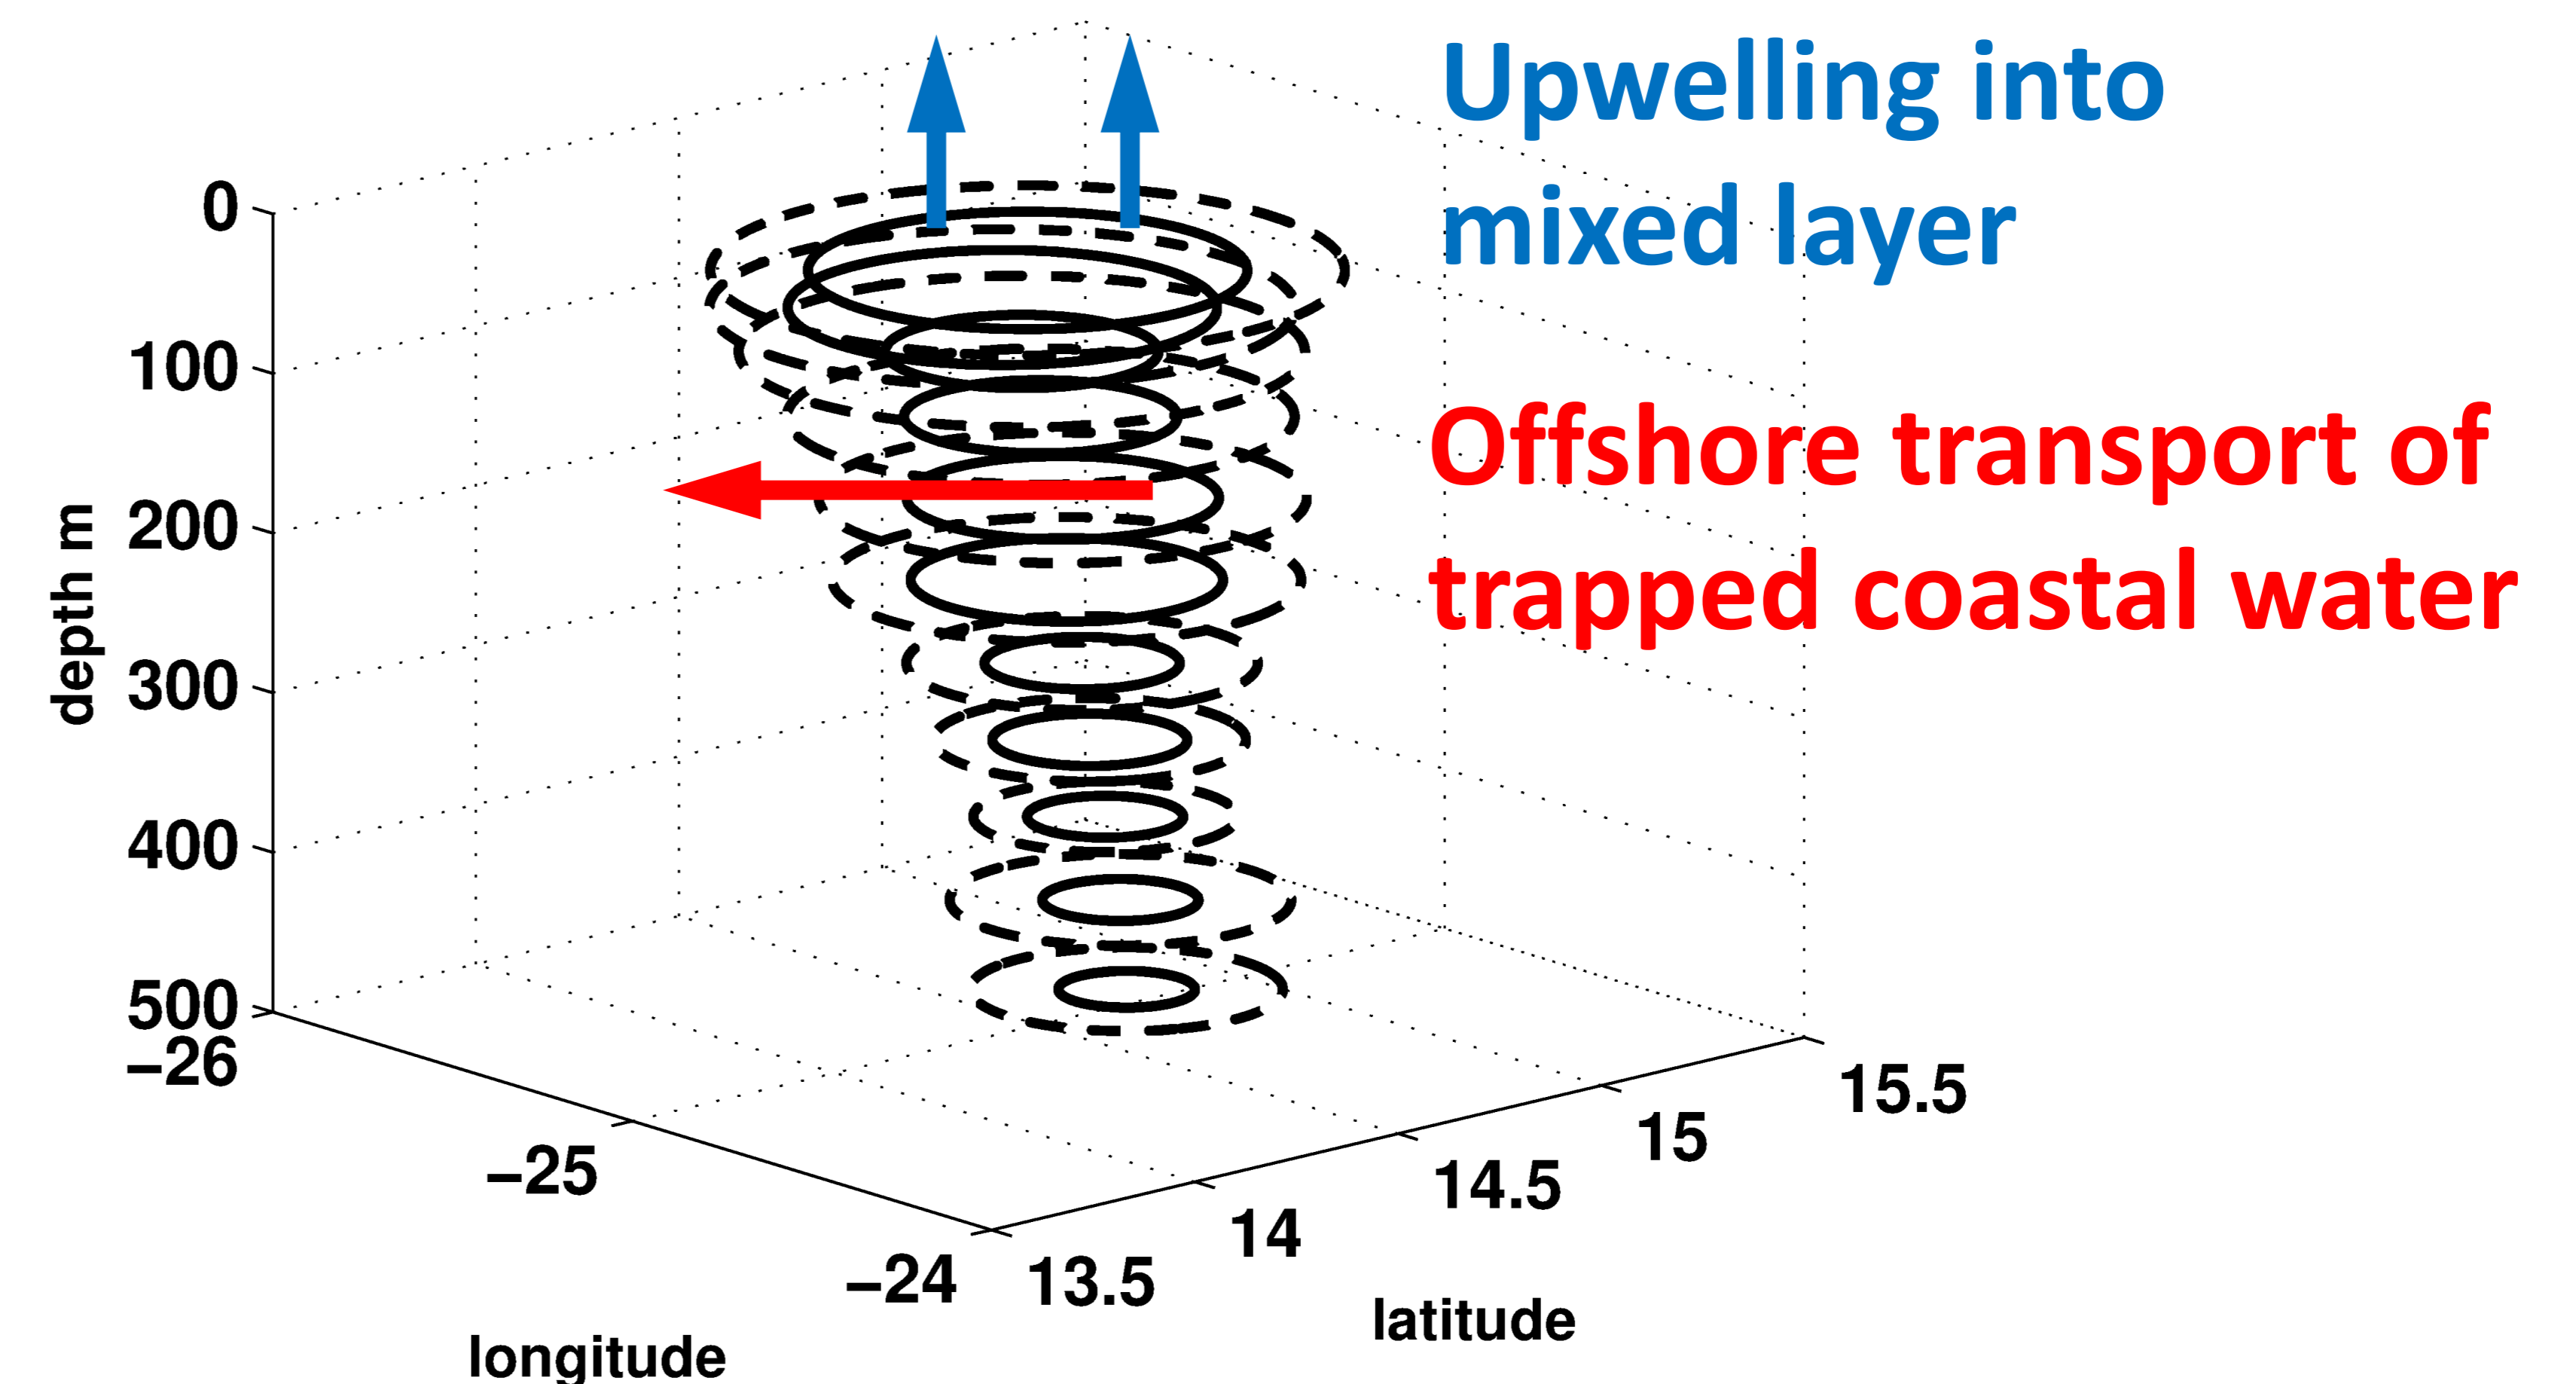 Upwelling into
mixed layer
Offshore transport of
trapped coastal water
0
100
200
300
400
500
depth m
−26
−25
−24
longitude
13.5
14
14.5
15
15.5
latitude